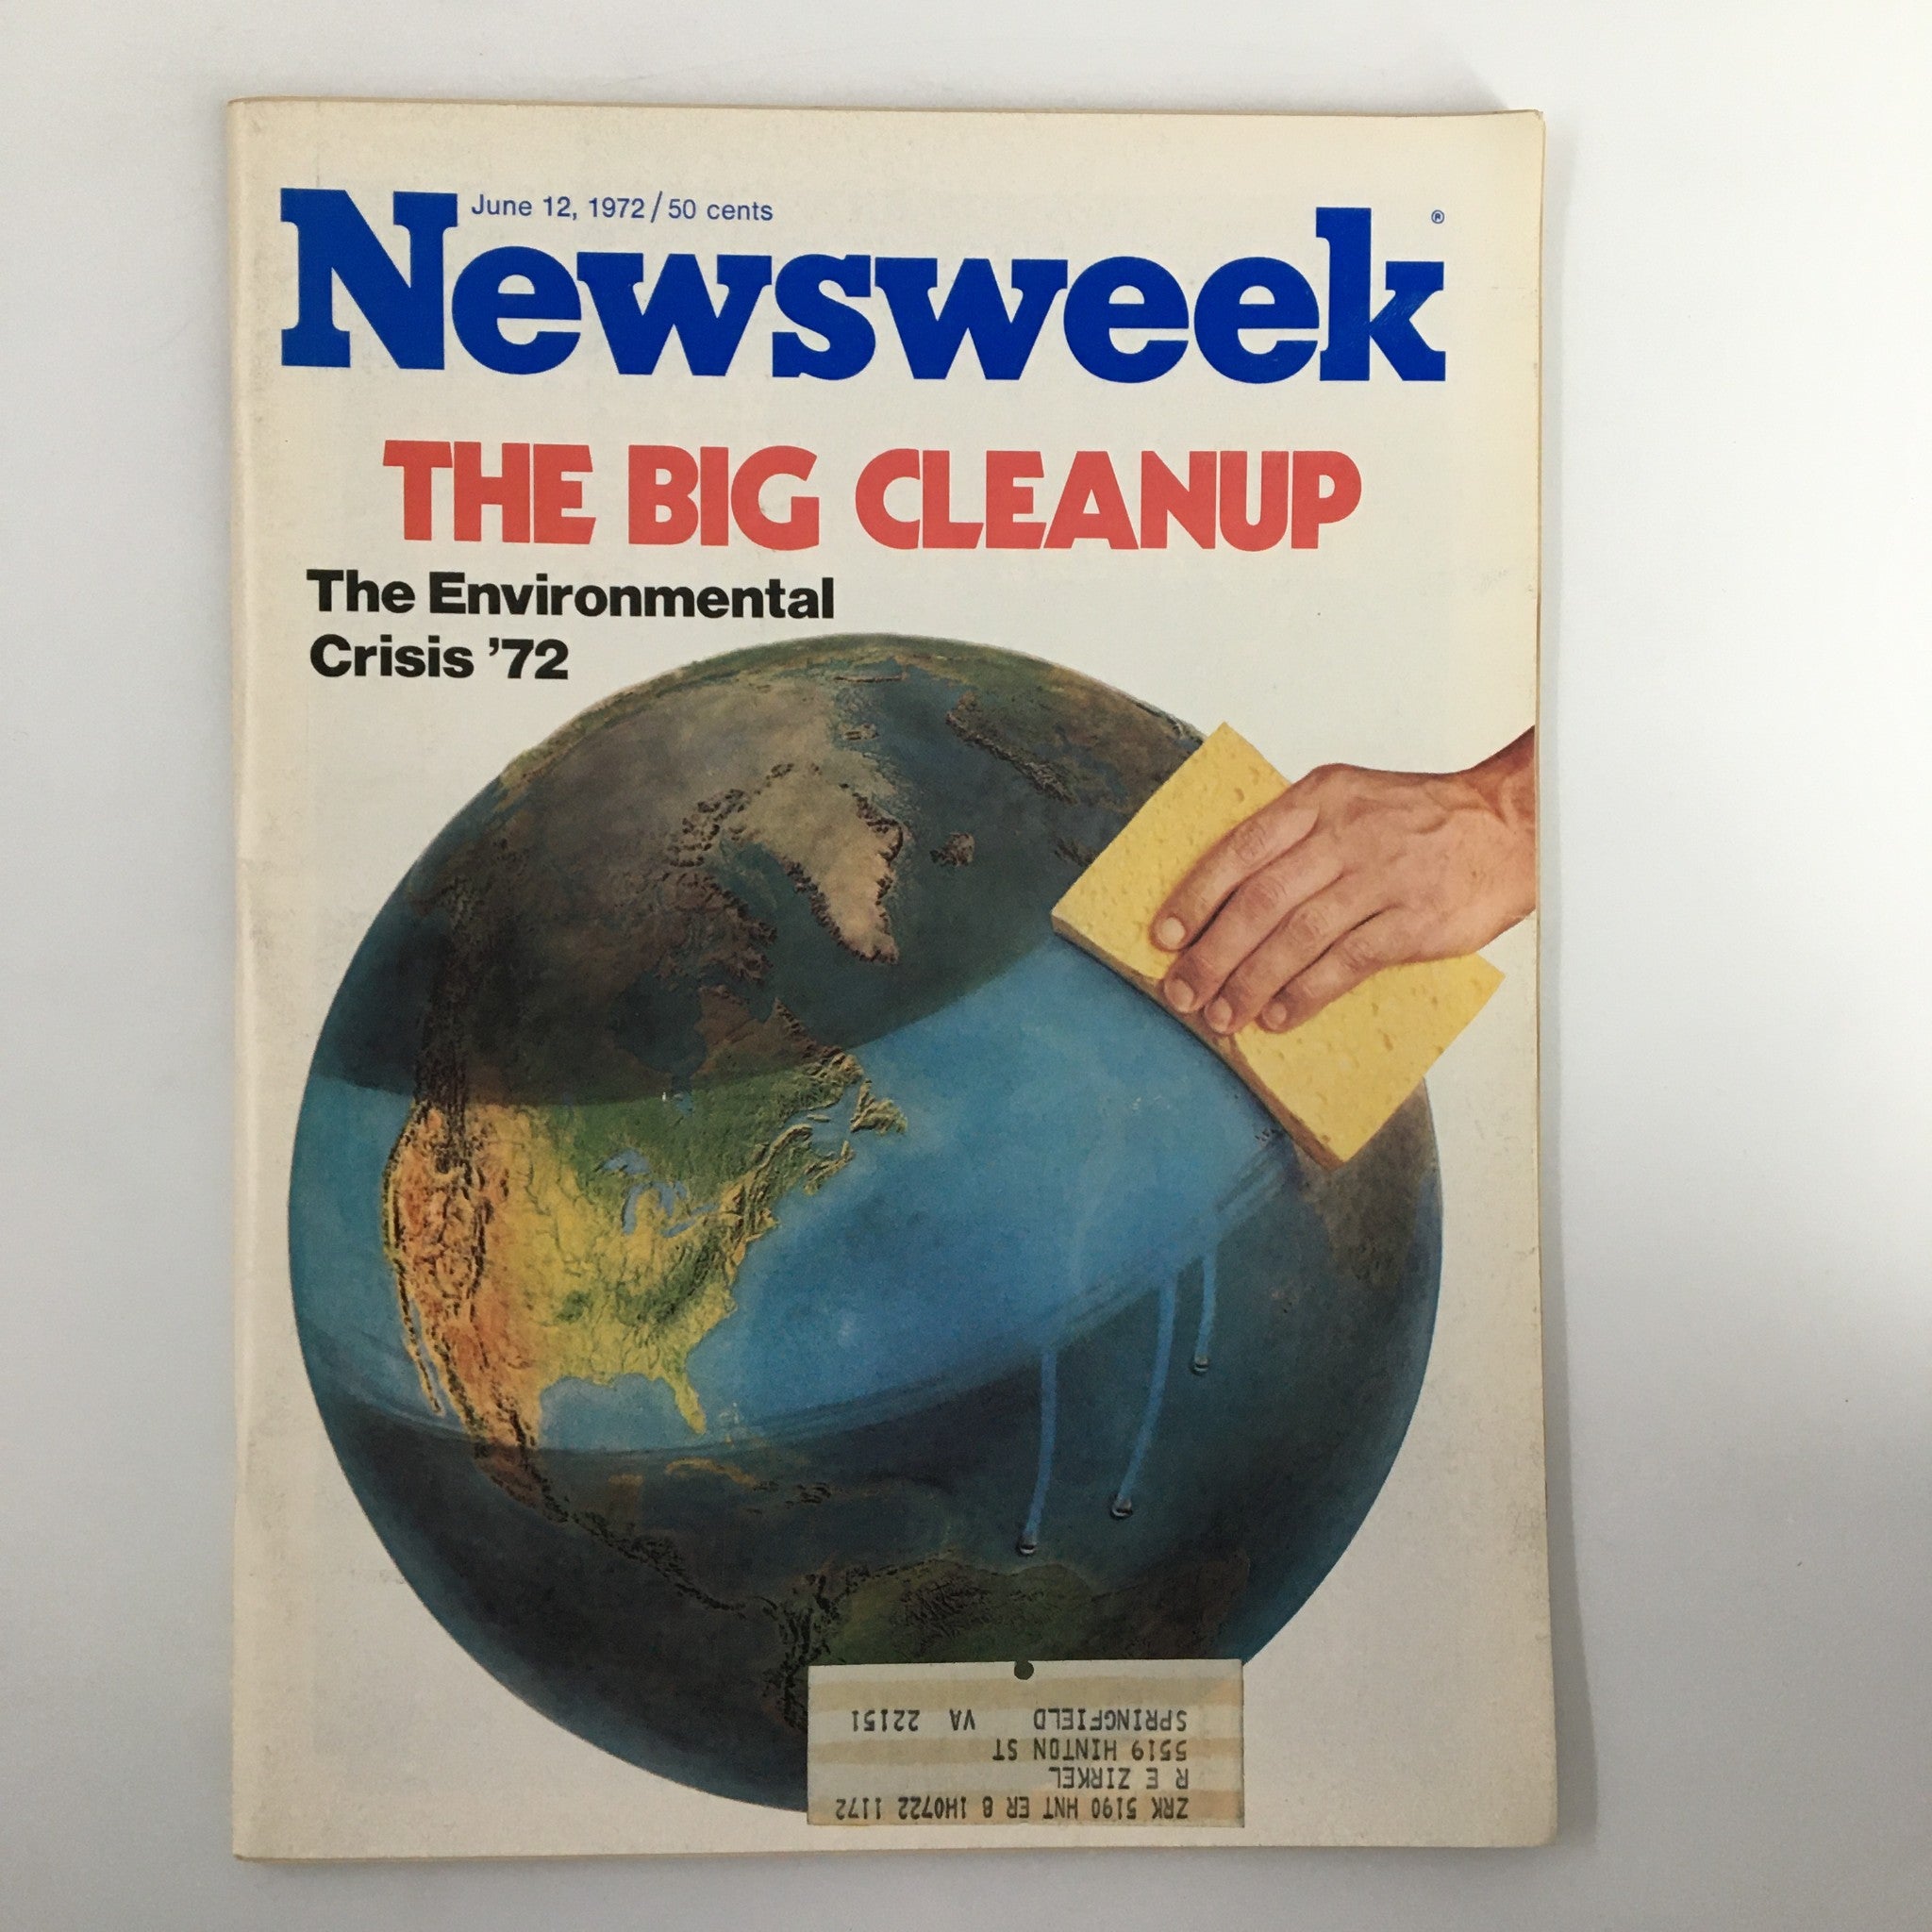 June 12, 1972/50 cents
Newsweek®
THE BIG CLEANUP
The Environmental
Crisis ’72
ZRK 5190 HNT ER 8 1H0722 1172
R E ZIRKEL
5519 HINTON ST
SPRINGFIELD VA 22151